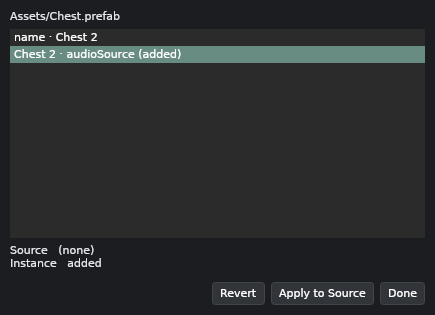 Assets/Chest.prefab
name · Chest 2
Chest 2 · audioSource (added)
Source (none)
Instance added
Revert Apply to Source Done